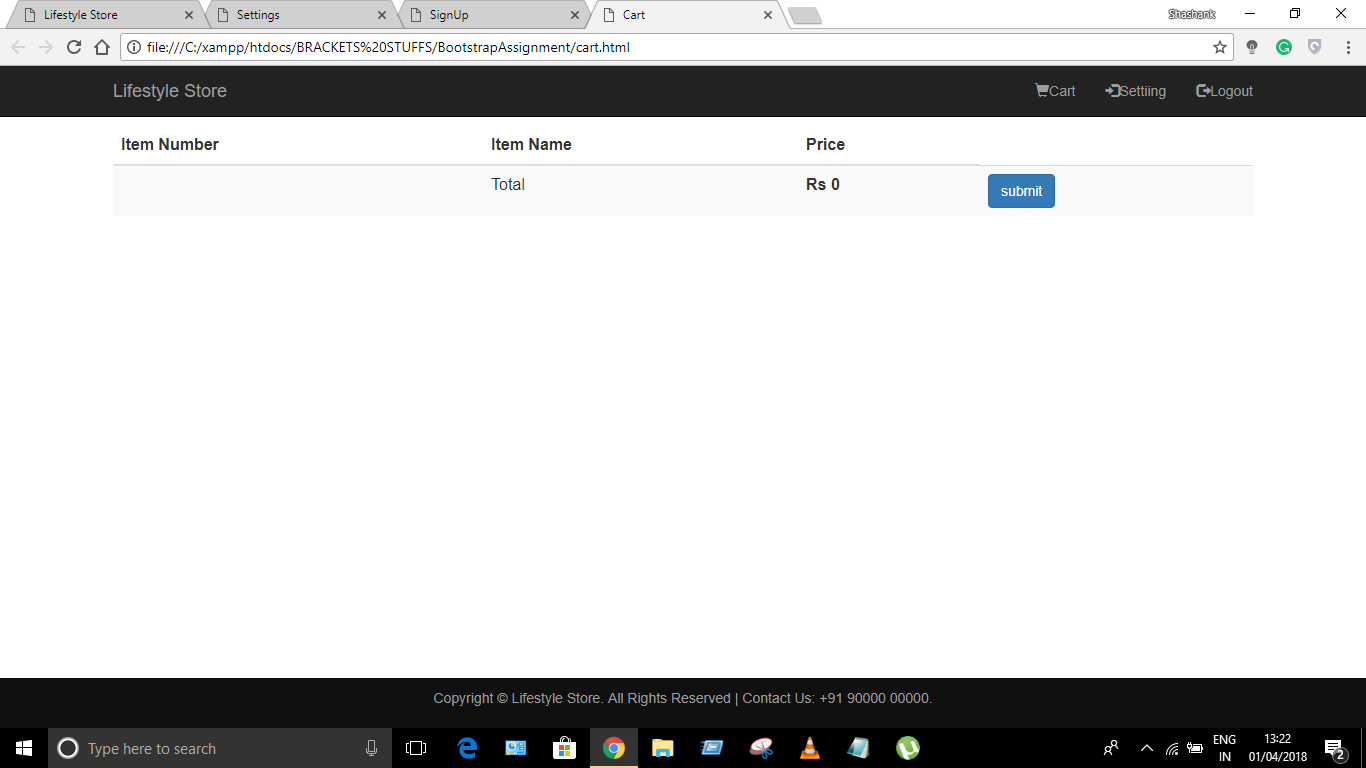 Lifestyle Store
Settings
SignUp
Cart
Shashank
file:///C:/xampp/htdocs/BRACKETS%20STUFFS/BootstrapAssignment/cart.html
Lifestyle Store
Cart
Settiing
Logout
Item Number Item Name Price
Total Rs 0 submit
Copyright © Lifestyle Store. All Rights Reserved | Contact Us: +91 90000 00000.
Type here to search
ENG
IN
13:22
01/04/2018
2